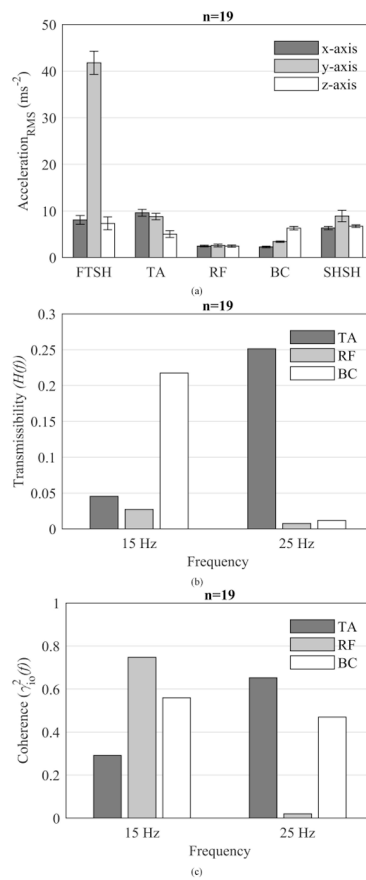 n=19
50
40
30
20
10
0
Acceleration_RMS (ms⁻²)
x-axis
y-axis
z-axis
FTSH TA RF BC SHSH
(a)
n=19
0.3
0.25
0.2
0.15
0.1
0.05
0
Transmissibility (H(f))
TA
RF
BC
15 Hz 25 Hz
Frequency
(b)
n=19
1
0.8
0.6
0.4
0.2
0
Coherence (γ²io(f))
TA
RF
BC
15 Hz 25 Hz
Frequency
(c)